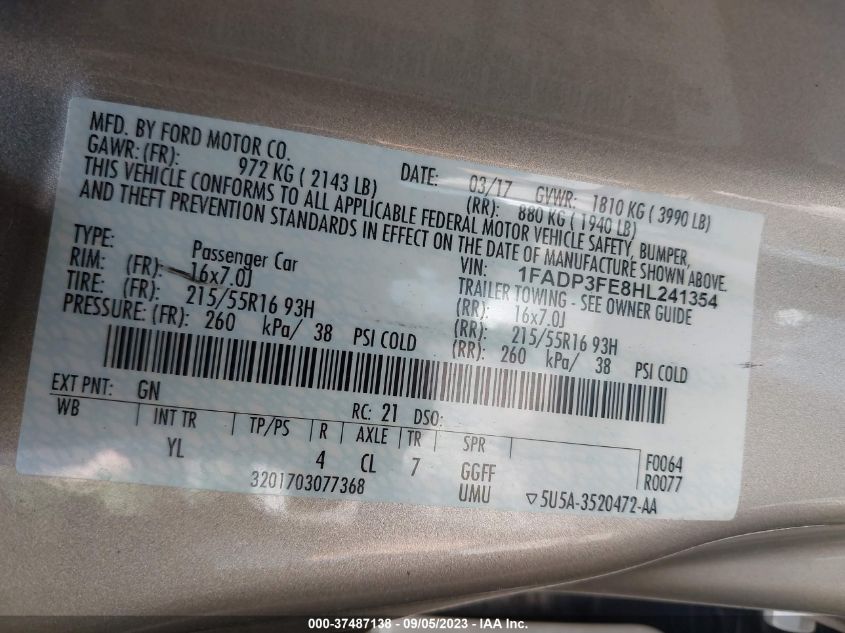 MFD. BY FORD MOTOR CO.
DATE: 03/17 GVWR: 1810 KG ( 3990 LB)
GAWR: (FR): 972 KG ( 2143 LB) (RR): 880 KG ( 1940 LB)
THIS VEHICLE CONFORMS TO ALL APPLICABLE FEDERAL MOTOR VEHICLE SAFETY, BUMPER,
AND THEFT PREVENTION STANDARDS IN EFFECT ON THE DATE OF MANUFACTURE SHOWN ABOVE.
VIN: 1FADP3FE8HL241354
TYPE: Passenger Car TRAILER TOWING - SEE OWNER GUIDE
RIM: (FR): 16x7.0J (RR): 16x7.0J
TIRE: (FR): 215/55R16 93H (RR): 215/55R16 93H
PRESSURE: (FR): 260 kPa/ 38 PSI COLD (RR): 260 kPa/ 38 PSI COLD
EXT PNT: GN RC: 21 DSO:
WB INT TR TP/PS R AXLE TR SPR
YL 4 CL 7 GGFF
F0064
R0077
3201703077368 UMU ▽5U5A-3520472-AA
000-37487138 - 09/05/2023 - IAA Inc.